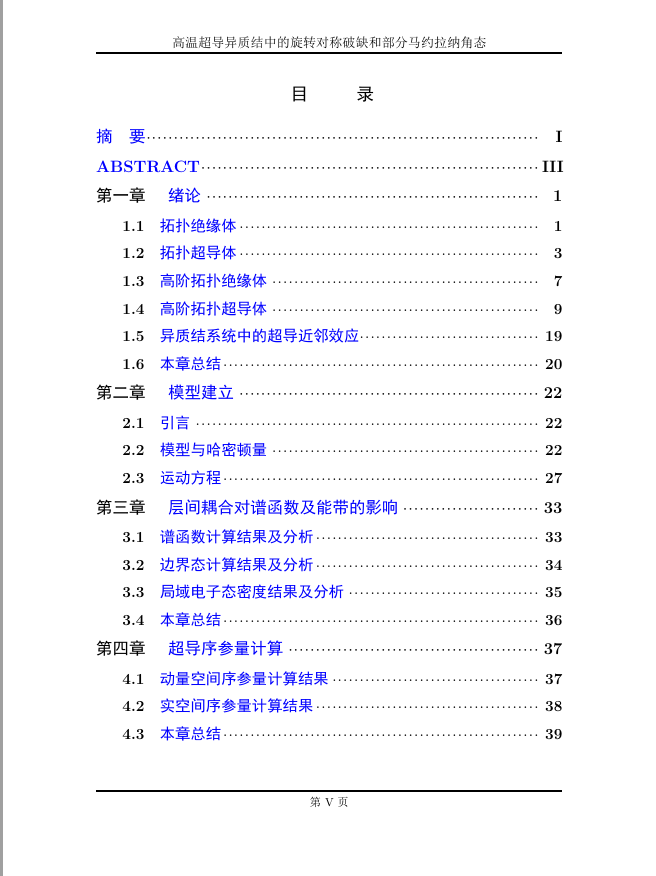 高温超导异质结中的旋转对称破缺和部分马约拉纳角态
目 录
摘 要 I
ABSTRACT III
第一章 绪论 1
1.1 拓扑绝缘体 1
1.2 拓扑超导体 3
1.3 高阶拓扑绝缘体 7
1.4 高阶拓扑超导体 9
1.5 异质结系统中的超导近邻效应 19
1.6 本章总结 20
第二章 模型建立 22
2.1 引言 22
2.2 模型与哈密顿量 22
2.3 运动方程 27
第三章 层间耦合对谱函数及能带的影响 33
3.1 谱函数计算结果及分析 33
3.2 边界态计算结果及分析 34
3.3 局域电子态密度结果及分析 35
3.4 本章总结 36
第四章 超导序参量计算 37
4.1 动量空间序参量计算结果 37
4.2 实空间序参量计算结果 38
4.3 本章总结 39
第 V 页